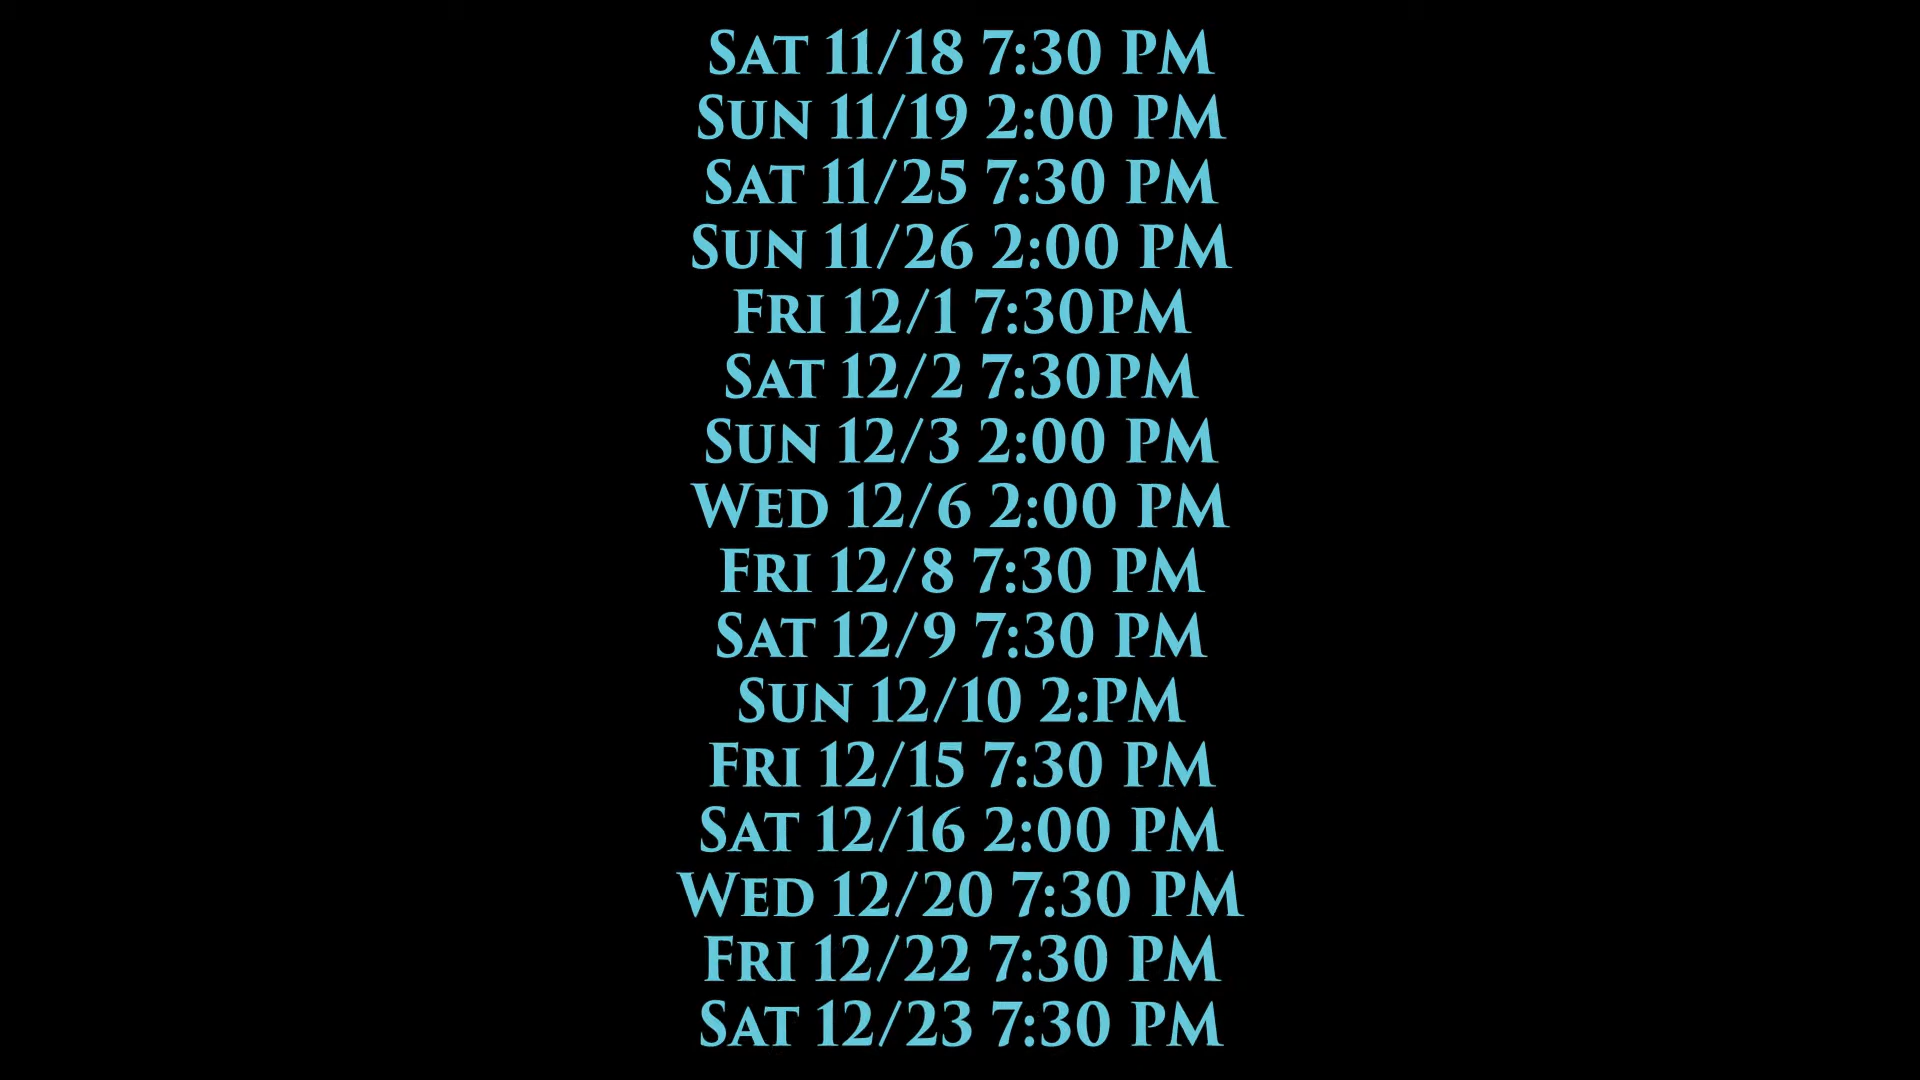 Sat 11/18 7:30 PM
Sun 11/19 2:00 PM
Sat 11/25 7:30 PM
Sun 11/26 2:00 PM
Fri 12/1 7:30PM
Sat 12/2 7:30PM
Sun 12/3 2:00 PM
Wed 12/6 2:00 PM
Fri 12/8 7:30 PM
Sat 12/9 7:30 PM
Sun 12/10 2:PM
Fri 12/15 7:30 PM
Sat 12/16 2:00 PM
Wed 12/20 7:30 PM
Fri 12/22 7:30 PM
Sat 12/23 7:30 PM